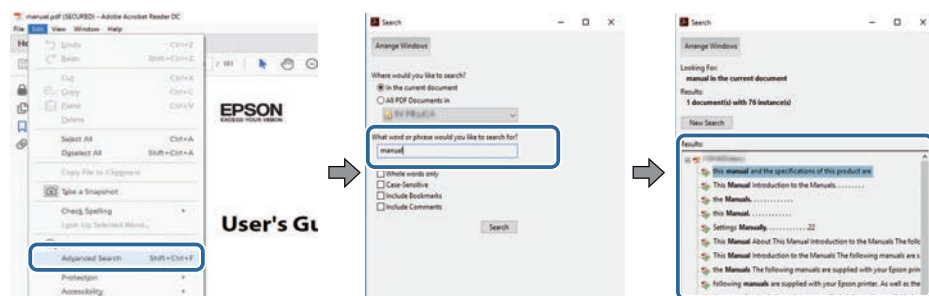 manual.pdf (SECURED) - Adobe Acrobat Reader DC
File Edit View Window Help
Undo Ctrl+Z
Redo Shift+Ctrl+Z
Cut Ctrl+X
Copy Ctrl+C
Paste Ctrl+V
Delete
Select All Ctrl+A
Deselect All Shift+Ctrl+A
Copy File to Clipboard
Take a Snapshot
Check Spelling
Look Up Selected Word...
Advanced Search Shift+Ctrl+F
Protection
Accessibility
EPSON
EXCEED YOUR VISION
User's Gu
Search
Arrange Windows
Where would you like to search?
In the current document
All PDF Documents in
What word or phrase would you like to search for?
manual
Whole words only
Case-Sensitive
Include Bookmarks
Include Comments
Search
Search
Arrange Windows
Looking For:
manual in the current document
Results:
1 document(s) with 76 instance(s)
New Search
Results:
this manual and the specifications of this product are
This Manual Introduction to the Manuals. . . . . . . . .
the Manuals. . . . . . . . . . . . .
this Manual. . . . . . . . . . . . .
Settings Manually. . . . . . . . . . . .22
This Manual About This Manual Introduction to the Manuals The follo
This Manual Introduction to the Manuals The following manuals are s
the Manuals The following manuals are supplied with your Epson prin
following manuals are supplied with your Epson printer. As well as the